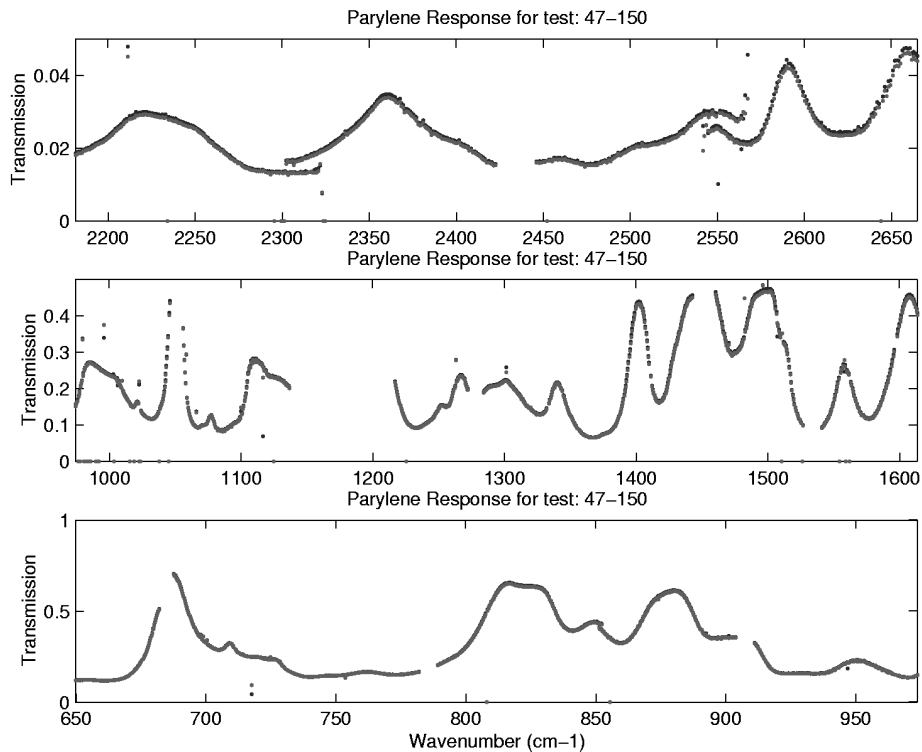 Parylene Response for test: 47−150
0.04
0.02
0
Transmission
2200 2250 2300 2350 2400 2450 2500 2550 2600 2650
Parylene Response for test: 47−150
0.4
0.3
0.2
0.1
0
Transmission
1000 1100 1200 1300 1400 1500 1600
Parylene Response for test: 47−150
1
0.5
0
Transmission
650 700 750 800 850 900 950
Wavenumber (cm−1)